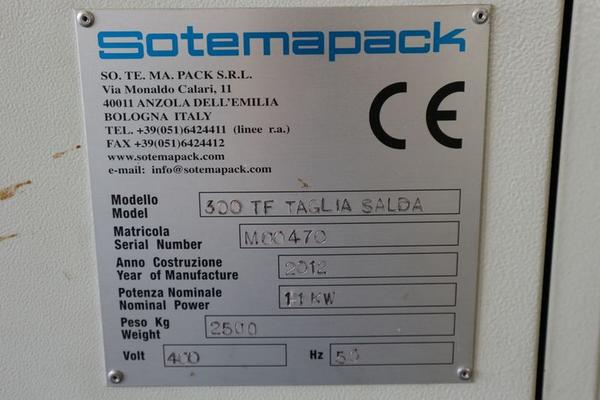 sotemapack
SO. TE. MA. PACK S.R.L.
Via Monaldo Calari, 11
40011 ANZOLA DELL'EMILIA
BOLOGNA ITALY
TEL. +39(051)6424411 (linee r.a.)
FAX +39(051)6424412
www.sotemapack.com
e-mail: info@sotemapack.com
CE
Modello
Model
300 TF TAGLIA SALDA
Matricola
Serial Number
M00470
Anno Costruzione
Year of Manufacture
2012
Potenza Nominale
Nominal Power
11 KW
Peso Kg
Weight
2500
Volt 400 Hz 50